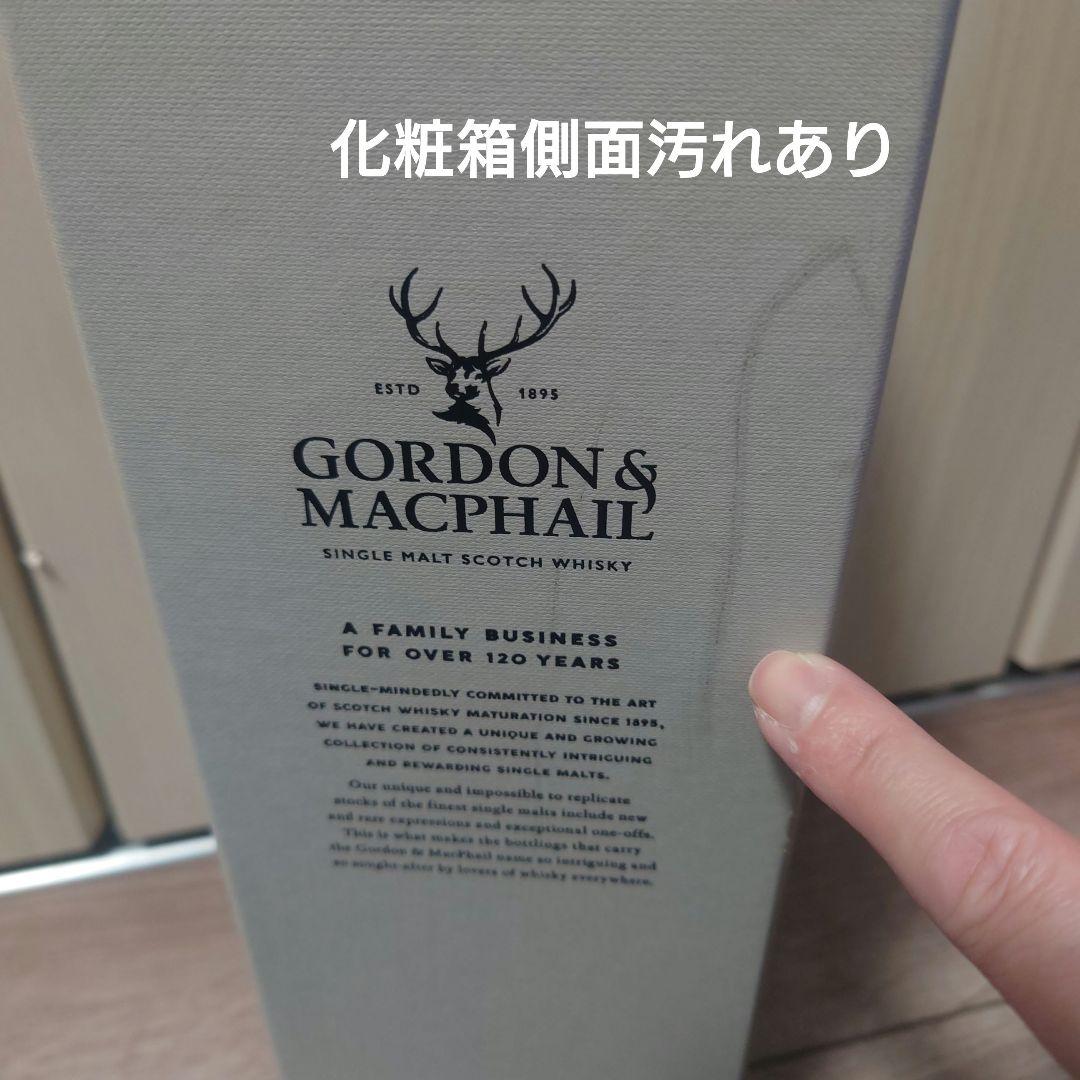 化粧箱側面汚れあり
ESTD 1895
GORDON &
MACPHAIL
SINGLE MALT SCOTCH WHISKY
A FAMILY BUSINESS
FOR OVER 120 YEARS
SINGLE-MINDEDLY COMMITTED TO THE ART
OF SCOTCH WHISKY MATURATION SINCE 1895,
WE HAVE CREATED A UNIQUE AND GROWING
COLLECTION OF CONSISTENTLY INTRIGUING
AND REWARDING SINGLE MALTS.
Our unique and impossible to replicate
stocks of the finest single malts include new
and rare expressions and exceptional one-offs.
This is what makes the bottlings that carry
the Gordon & MacPhail name so intriguing and
so sought-after by lovers of whisky everywhere.